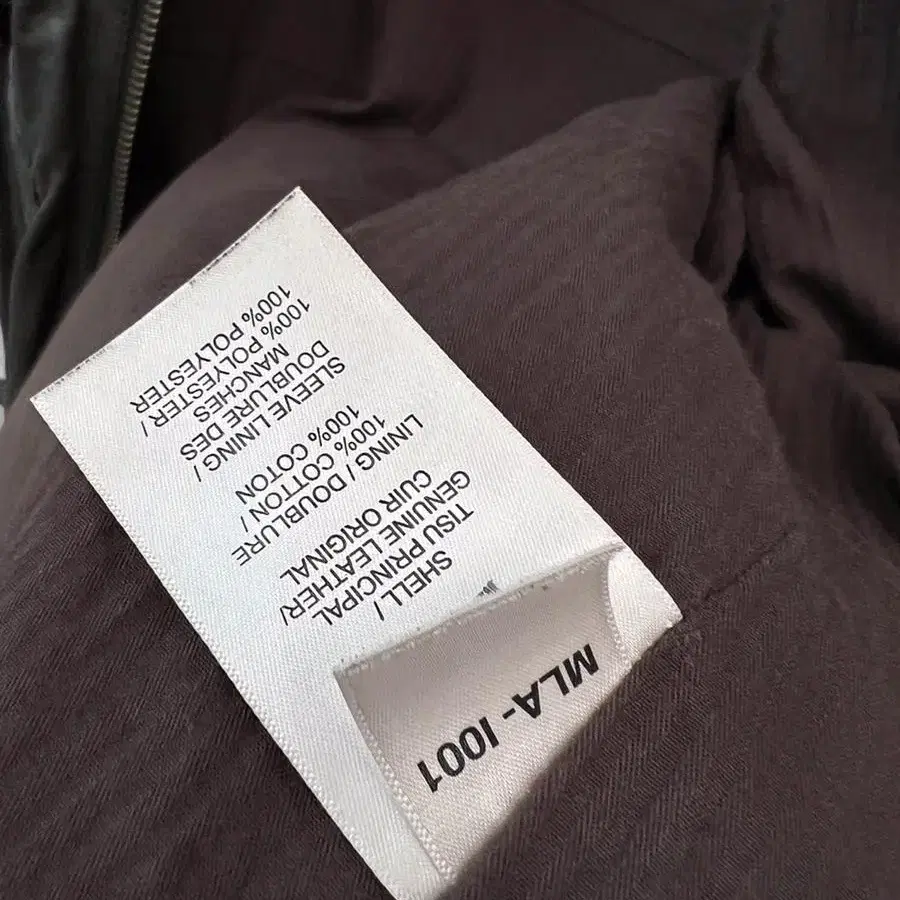 MLA - I001
SHELL /
TISU PRINCIPAL
GENUINE LEATHER/
CUIR ORIGINAL
LINING / DOUBLURE
100% COTTON /
100% COTON
SLEEVE LINING /
DOUBLURE DES
MANCHES
100% POLYESTER /
100% POLYESTER